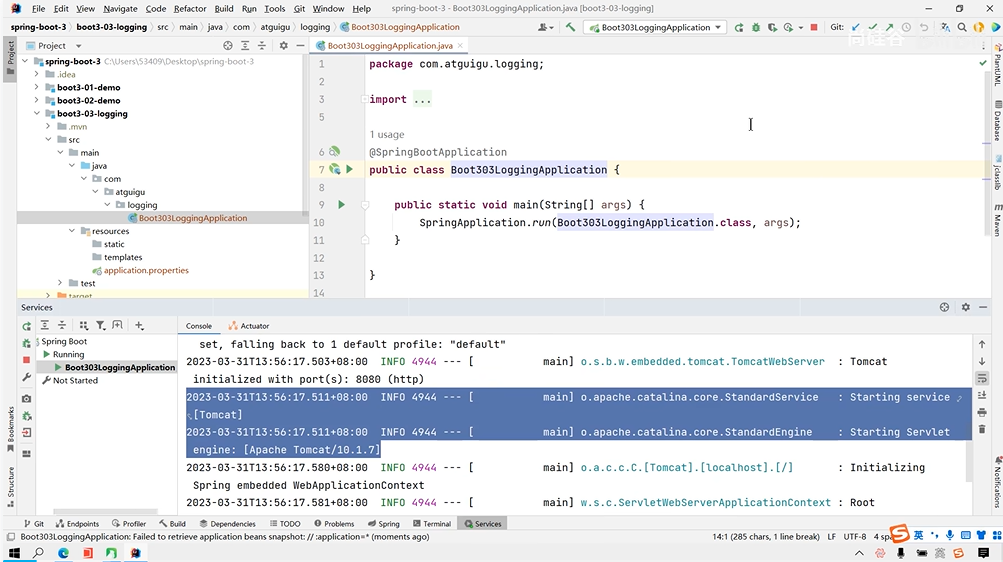 File Edit View Navigate Code Refactor Build Run Tools Git Window Help spring-boot-3 - Boot303LoggingApplication.java [boot3-03-logging]
spring-boot-3 boot3-03-logging src main java com atguigu logging Boot303LoggingApplication Boot303LoggingApplication Git:
尚硅谷
Project
Boot303LoggingApplication.java
spring-boot-3 C:\Users\53409\Desktop\spring-boot-3
.idea
boot3-01-demo
boot3-02-demo
boot3-03-logging
.mvn
src
main
java
com
atguigu
logging
Boot303LoggingApplication
resources
static
templates
application.properties
test
target
1 package com.atguigu.logging;
2
3 import ...
5
1 usage
6 @SpringBootApplication
7 public class Boot303LoggingApplication {
8
9 public static void main(String[] args) {
10 SpringApplication.run(Boot303LoggingApplication.class, args);
11 }
12
13 }
14
Project
Bookmarks
Structure
PlantUML
Database
jclasslib
Maven
Notifications
Services
Console Actuator
Spring Boot
Running
Boot303LoggingApplication
Not Started
set, falling back to 1 default profile: "default"
2023-03-31T13:56:17.503+08:00 INFO 4944 --- [ main] o.s.b.w.embedded.tomcat.TomcatWebServer : Tomcat
initialized with port(s): 8080 (http)
2023-03-31T13:56:17.511+08:00 INFO 4944 --- [ main] o.apache.catalina.core.StandardService : Starting service
[Tomcat]
2023-03-31T13:56:17.511+08:00 INFO 4944 --- [ main] o.apache.catalina.core.StandardEngine : Starting Servlet
engine: [Apache Tomcat/10.1.7]
2023-03-31T13:56:17.580+08:00 INFO 4944 --- [ main] o.a.c.c.C.[Tomcat].[localhost].[/] : Initializing
Spring embedded WebApplicationContext
2023-03-31T13:56:17.581+08:00 INFO 4944 --- [ main] w.s.c.ServletWebServerApplicationContext : Root
Git Endpoints Profiler Build Dependencies TODO Problems Spring Terminal Services
Boot303LoggingApplication: Failed to retrieve application beans snapshot: // :application=* (moments ago) 14:1 (285 chars, 1 line break) LF UTF-8 4 spa
英